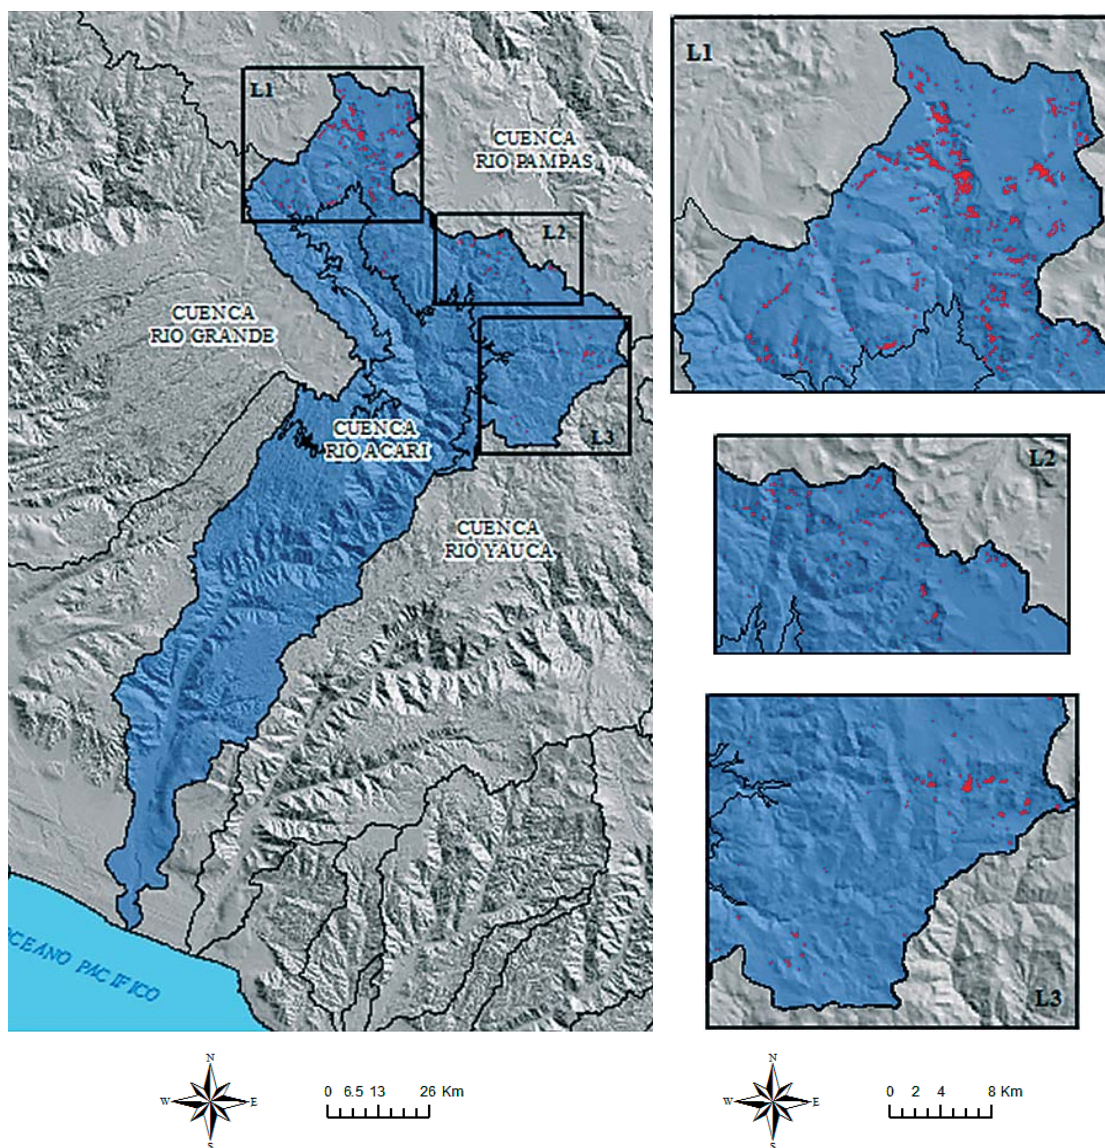 L1
CUENCA
RIO PAMPAS
L2
CUENCA
RIO GRANDE
CUENCA
RIO ACARI
L3
CUENCA
RIO YAUCA
OCEANO PACIFICO
N
W E
S
0 6.5 13 26 Km
L1
L2
L3
N
W E
S
0 2 4 8 Km